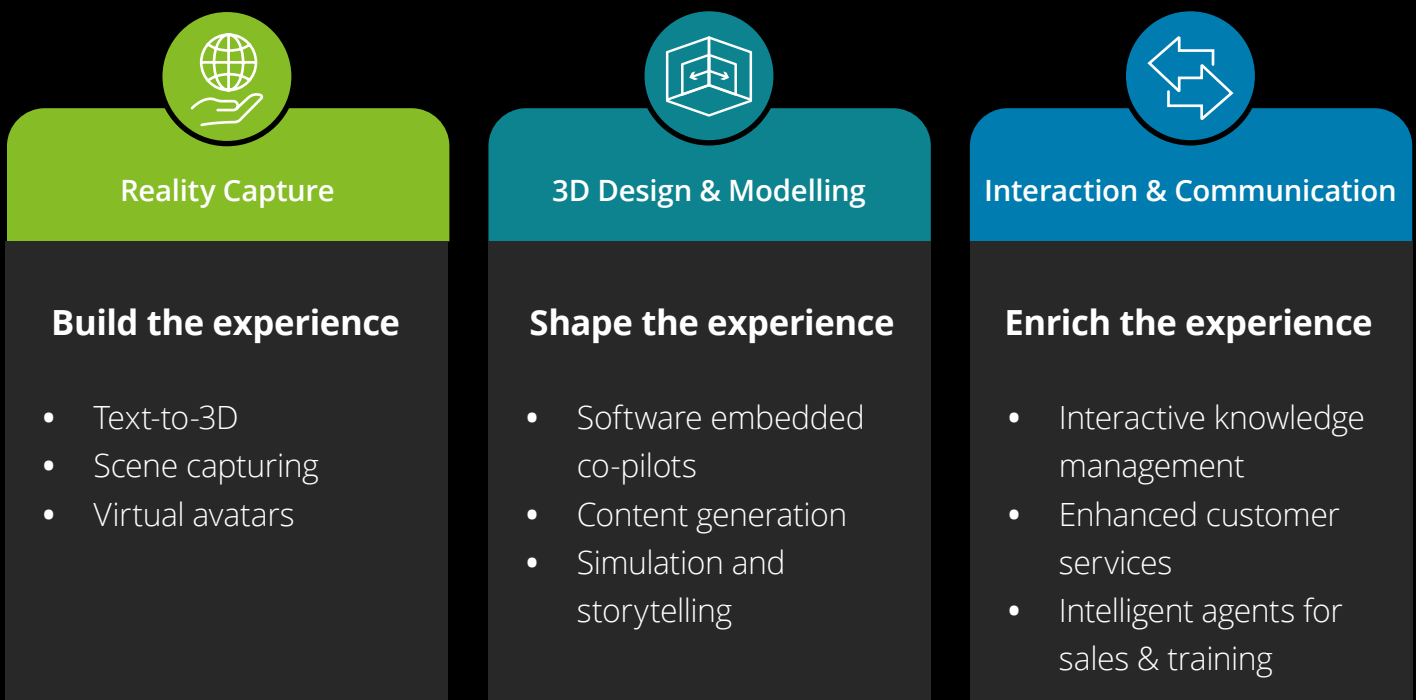 Reality Capture
Build the experience
• Text-to-3D
• Scene capturing
• Virtual avatars
3D Design & Modelling
Shape the experience
• Software embedded
co-pilots
• Content generation
• Simulation and
storytelling
Interaction & Communication
Enrich the experience
• Interactive knowledge
management
• Enhanced customer
services
• Intelligent agents for
sales & training